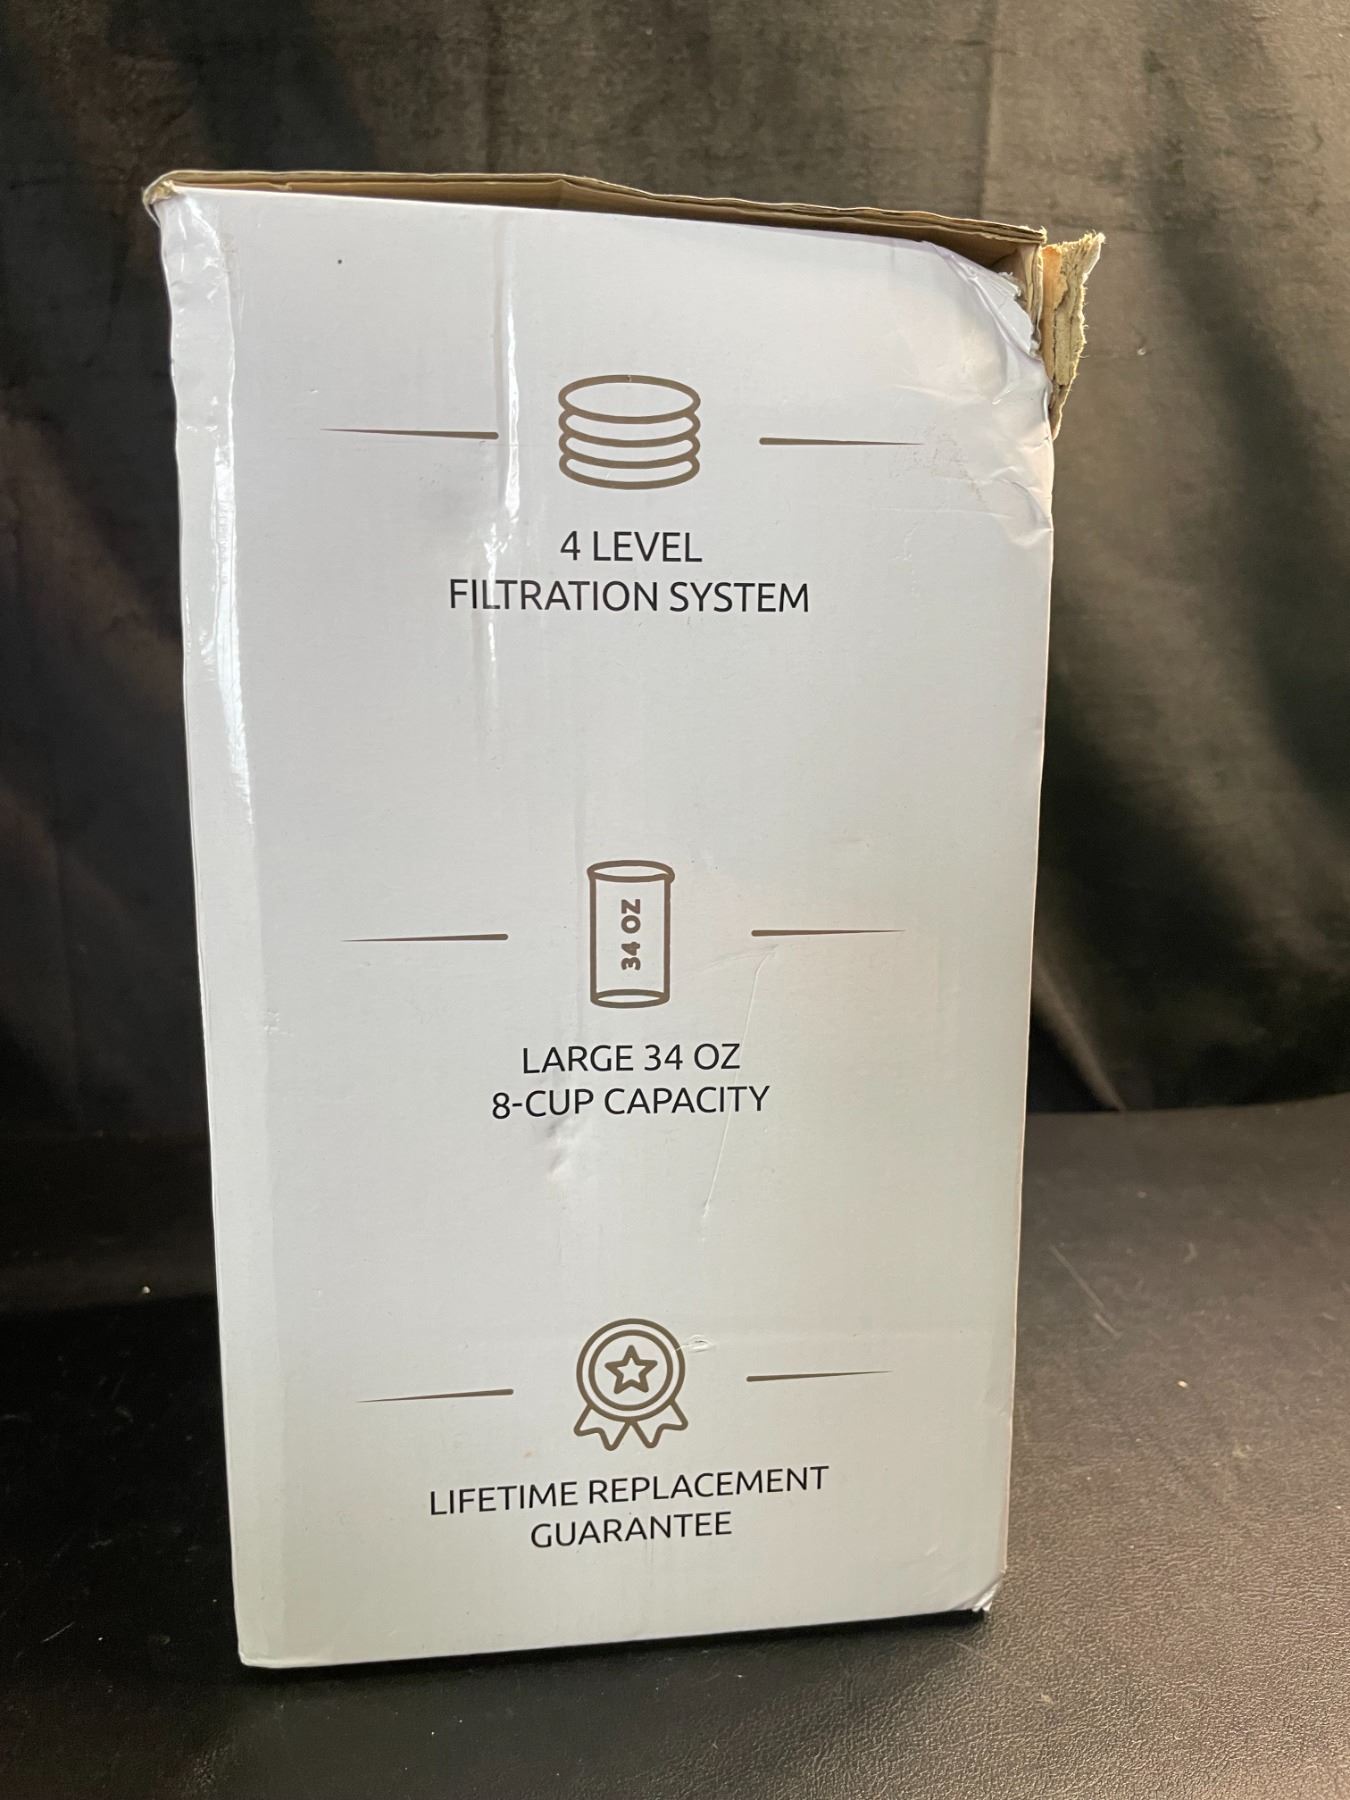 4 LEVEL
FILTRATION SYSTEM
34 OZ
LARGE 34 OZ
8-CUP CAPACITY
LIFETIME REPLACEMENT
GUARANTEE